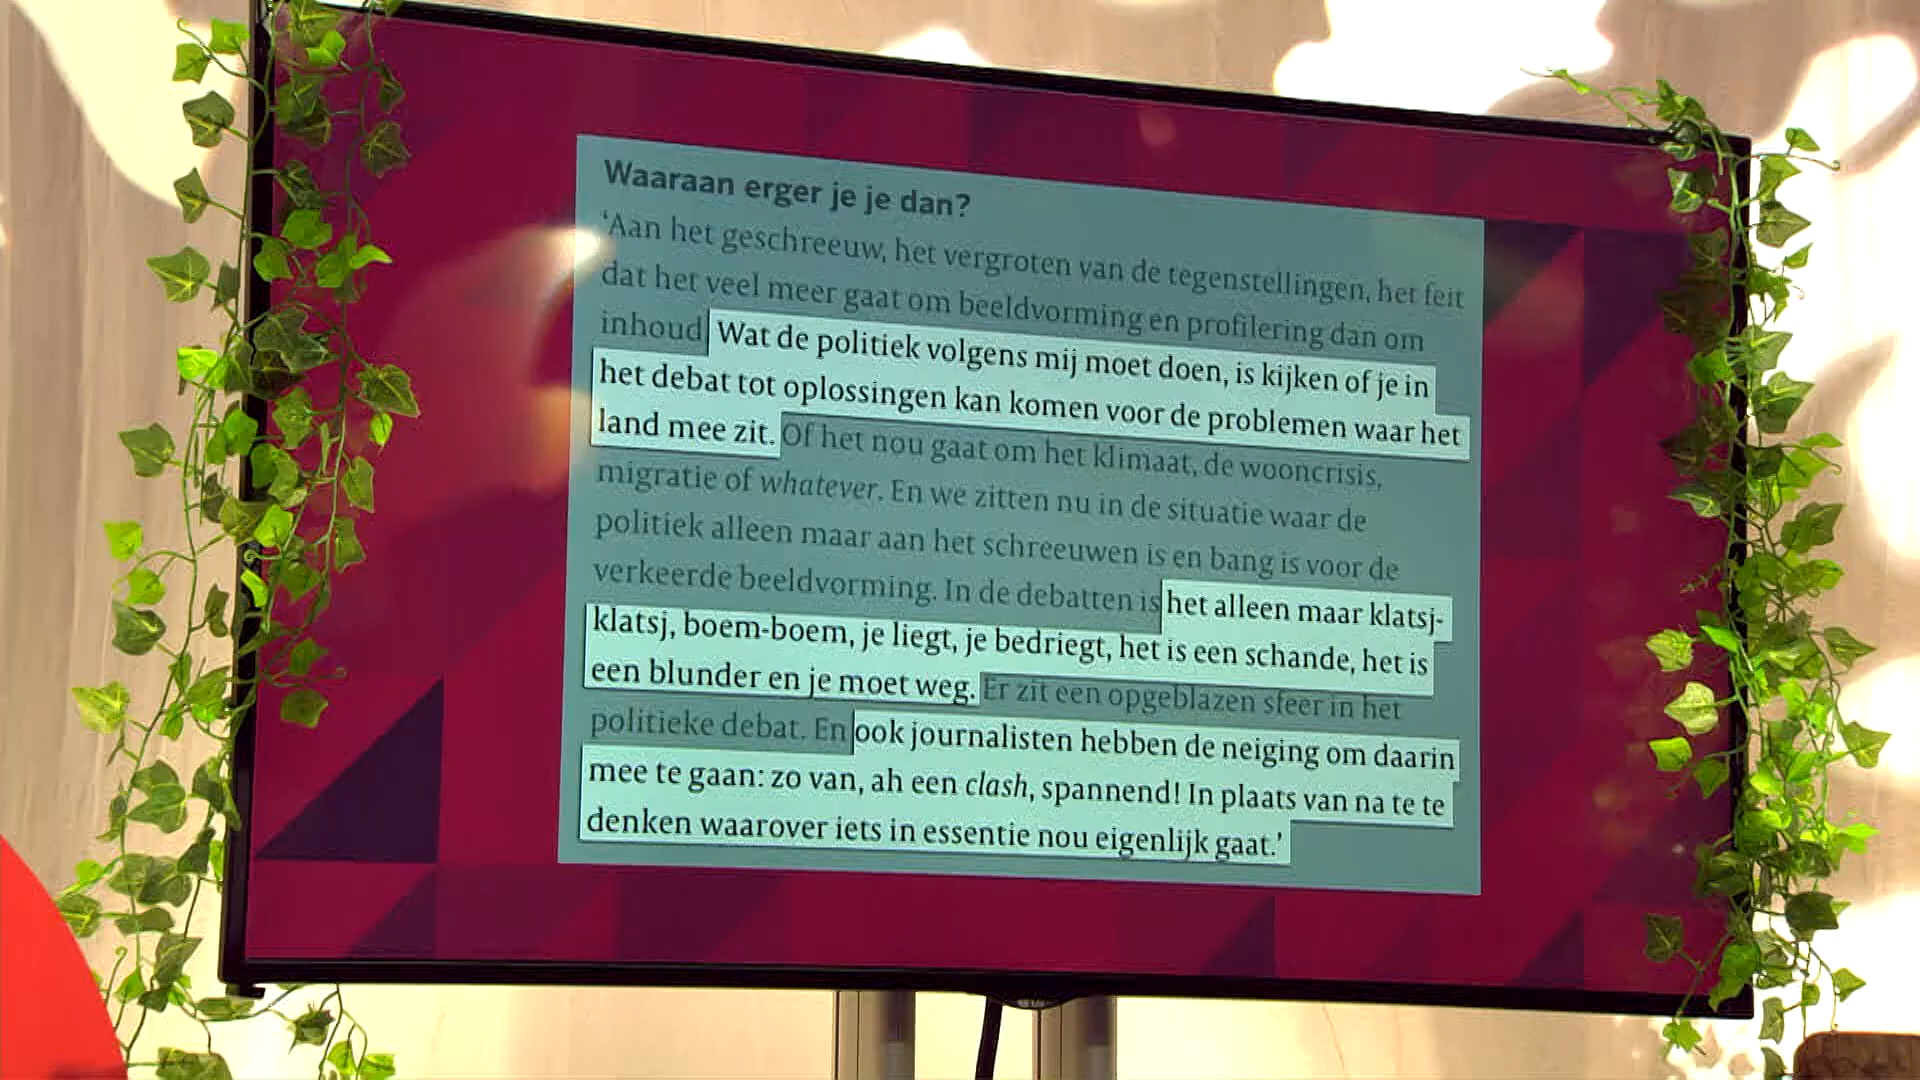 Waaraan erger je je dan?
‘Aan het geschreeuw, het vergroten van de tegenstellingen, het feit
dat het veel meer gaat om beeldvorming en profilering dan om
inhoud Wat de politiek volgens mij moet doen, is kijken of je in
het debat tot oplossingen kan komen voor de problemen waar het
land mee zit. Of het nou gaat om het klimaat, de wooncrisis,
migratie of whatever. En we zitten nu in de situatie waar de
politiek alleen maar aan het schreeuwen is en bang is voor de
verkeerde beeldvorming. In de debatten is het alleen maar klatsj-
klatsj, boem-boem, je liegt, je bedriegt, het is een schande, het is
een blunder en je moet weg. Er zit een opgeblazen sfeer in het
politieke debat. En ook journalisten hebben de neiging om daarin
mee te gaan: zo van, ah een clash, spannend! In plaats van na te te
denken waarover iets in essentie nou eigenlijk gaat.’